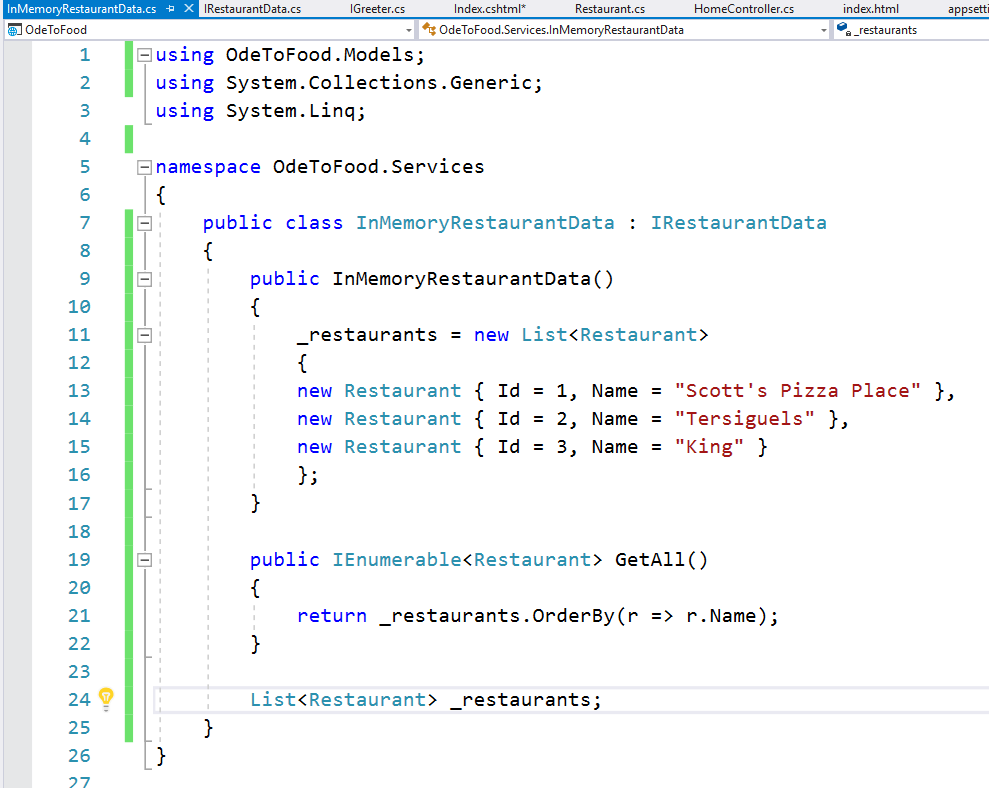 InMemoryRestaurantData.cs IRestaurantData.cs IGreeter.cs Index.cshtml* Restaurant.cs HomeController.cs index.html appsetti
OdeToFood OdeToFood.Services.InMemoryRestaurantData _restaurants
1 using OdeToFood.Models;
2 using System.Collections.Generic;
3 using System.Linq;
4
5 namespace OdeToFood.Services
6 {
7 public class InMemoryRestaurantData : IRestaurantData
8 {
9 public InMemoryRestaurantData()
10 {
11 _restaurants = new List<Restaurant>
12 {
13 new Restaurant { Id = 1, Name = "Scott's Pizza Place" },
14 new Restaurant { Id = 2, Name = "Tersiguels" },
15 new Restaurant { Id = 3, Name = "King" }
16 };
17 }
18
19 public IEnumerable<Restaurant> GetAll()
20 {
21 return _restaurants.OrderBy(r => r.Name);
22 }
23
24 List<Restaurant> _restaurants;
25 }
26 }
27